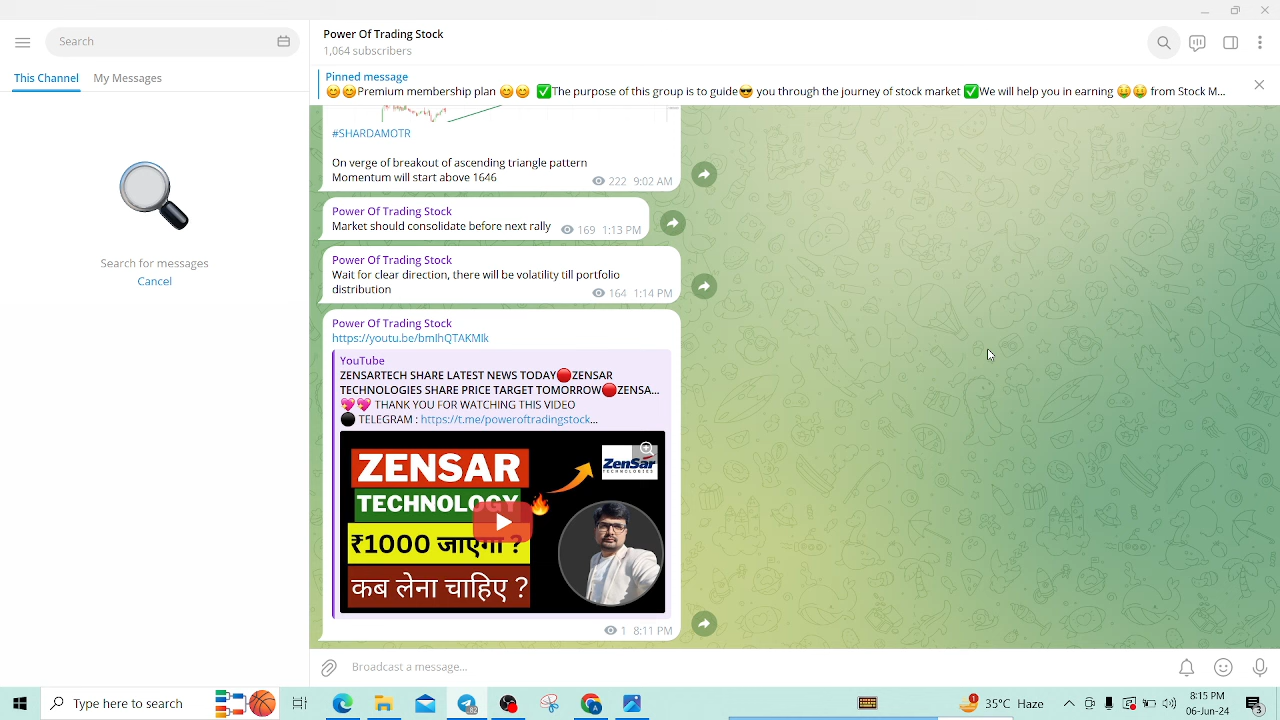 Search
This Channel
My Messages
Search for messages
Cancel
Power Of Trading Stock
1,064 subscribers
Pinned message
😊😊Premium membership plan 😊😊 ✅The purpose of this group is to guide😎 you through the journey of stock market ✅We will help you in earning 🤑🤑 from Stock M...
#SHARDAMOTR
On verge of breakout of ascending triangle pattern
Momentum will start above 1646
222 9:02 AM
Power Of Trading Stock
Market should consolidate before next rally
169 1:13 PM
Power Of Trading Stock
Wait for clear direction, there will be volatility till portfolio
distribution
164 1:14 PM
Power Of Trading Stock
https://youtu.be/bmIhQTAKMIk
YouTube
ZENSARTECH SHARE LATEST NEWS TODAY🔴ZENSAR
TECHNOLOGIES SHARE PRICE TARGET TOMORROW🔴ZENSA...
💖💖 THANK YOU FOR WATCHING THIS VIDEO
⚫ TELEGRAM : https://t.me/poweroftradingstock...
ZENSAR
TECHNOLOGY
₹1000 जाएगा ?
कब लेना चाहिए ?
ZenSar
TECHNOLOGIES
1 8:11 PM
Broadcast a message...
Type here to search
35°C Haze
8:15 PM
06-Jun-24
3